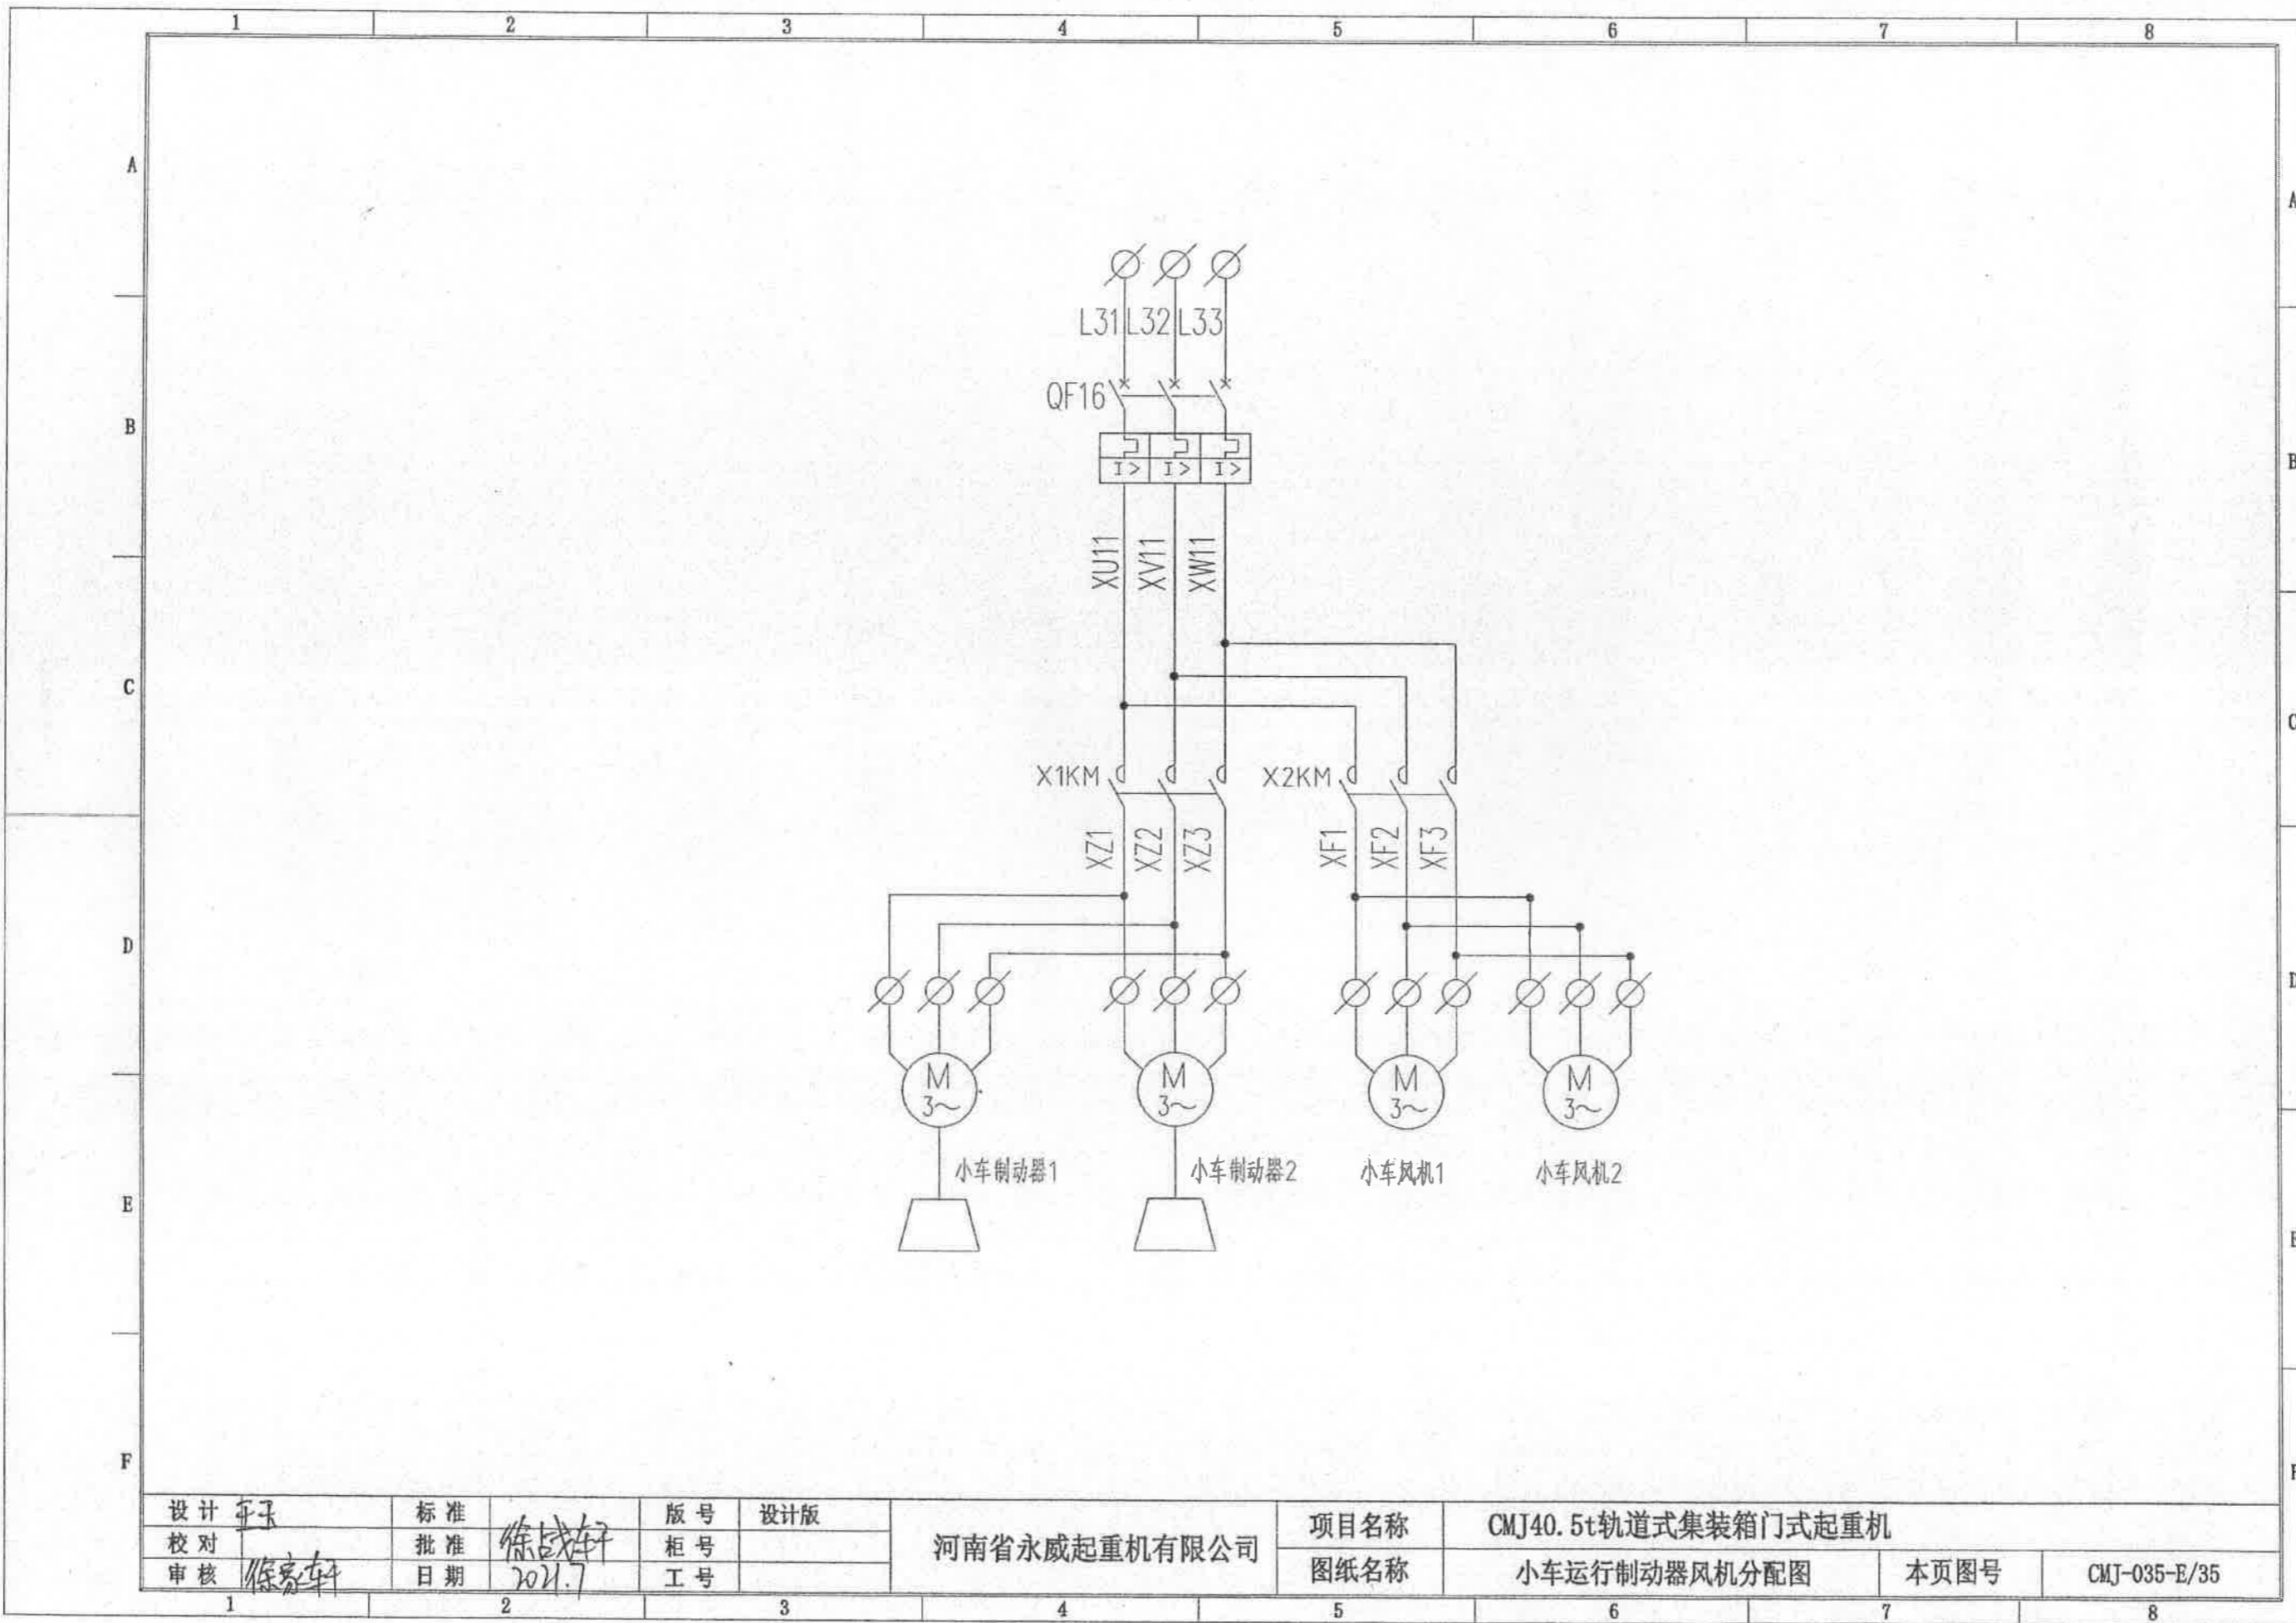 1 2 3 4 5 6 7 8
A A
L31 L32 L33
QF16
B B
I> I> I>
XU11 XV11 XW11
C C
X1KM X2KM
XZ1 XZ2 XZ3 XF1 XF2 XF3
D D
M M M M
3~ 3~ 3~ 3~
小车制动器1 小车制动器2 小车风机1 小车风机2
E E
F F
设计 标准 版号 设计版
校对 批准 柜号
审核 日期 2021.7 工号
河南省永威起重机有限公司
项目名称 CMJ40.5t轨道式集装箱门式起重机
图纸名称 小车运行制动器风机分配图 本页图号 CMJ-035-E/35
1 2 3 4 5 6 7 8